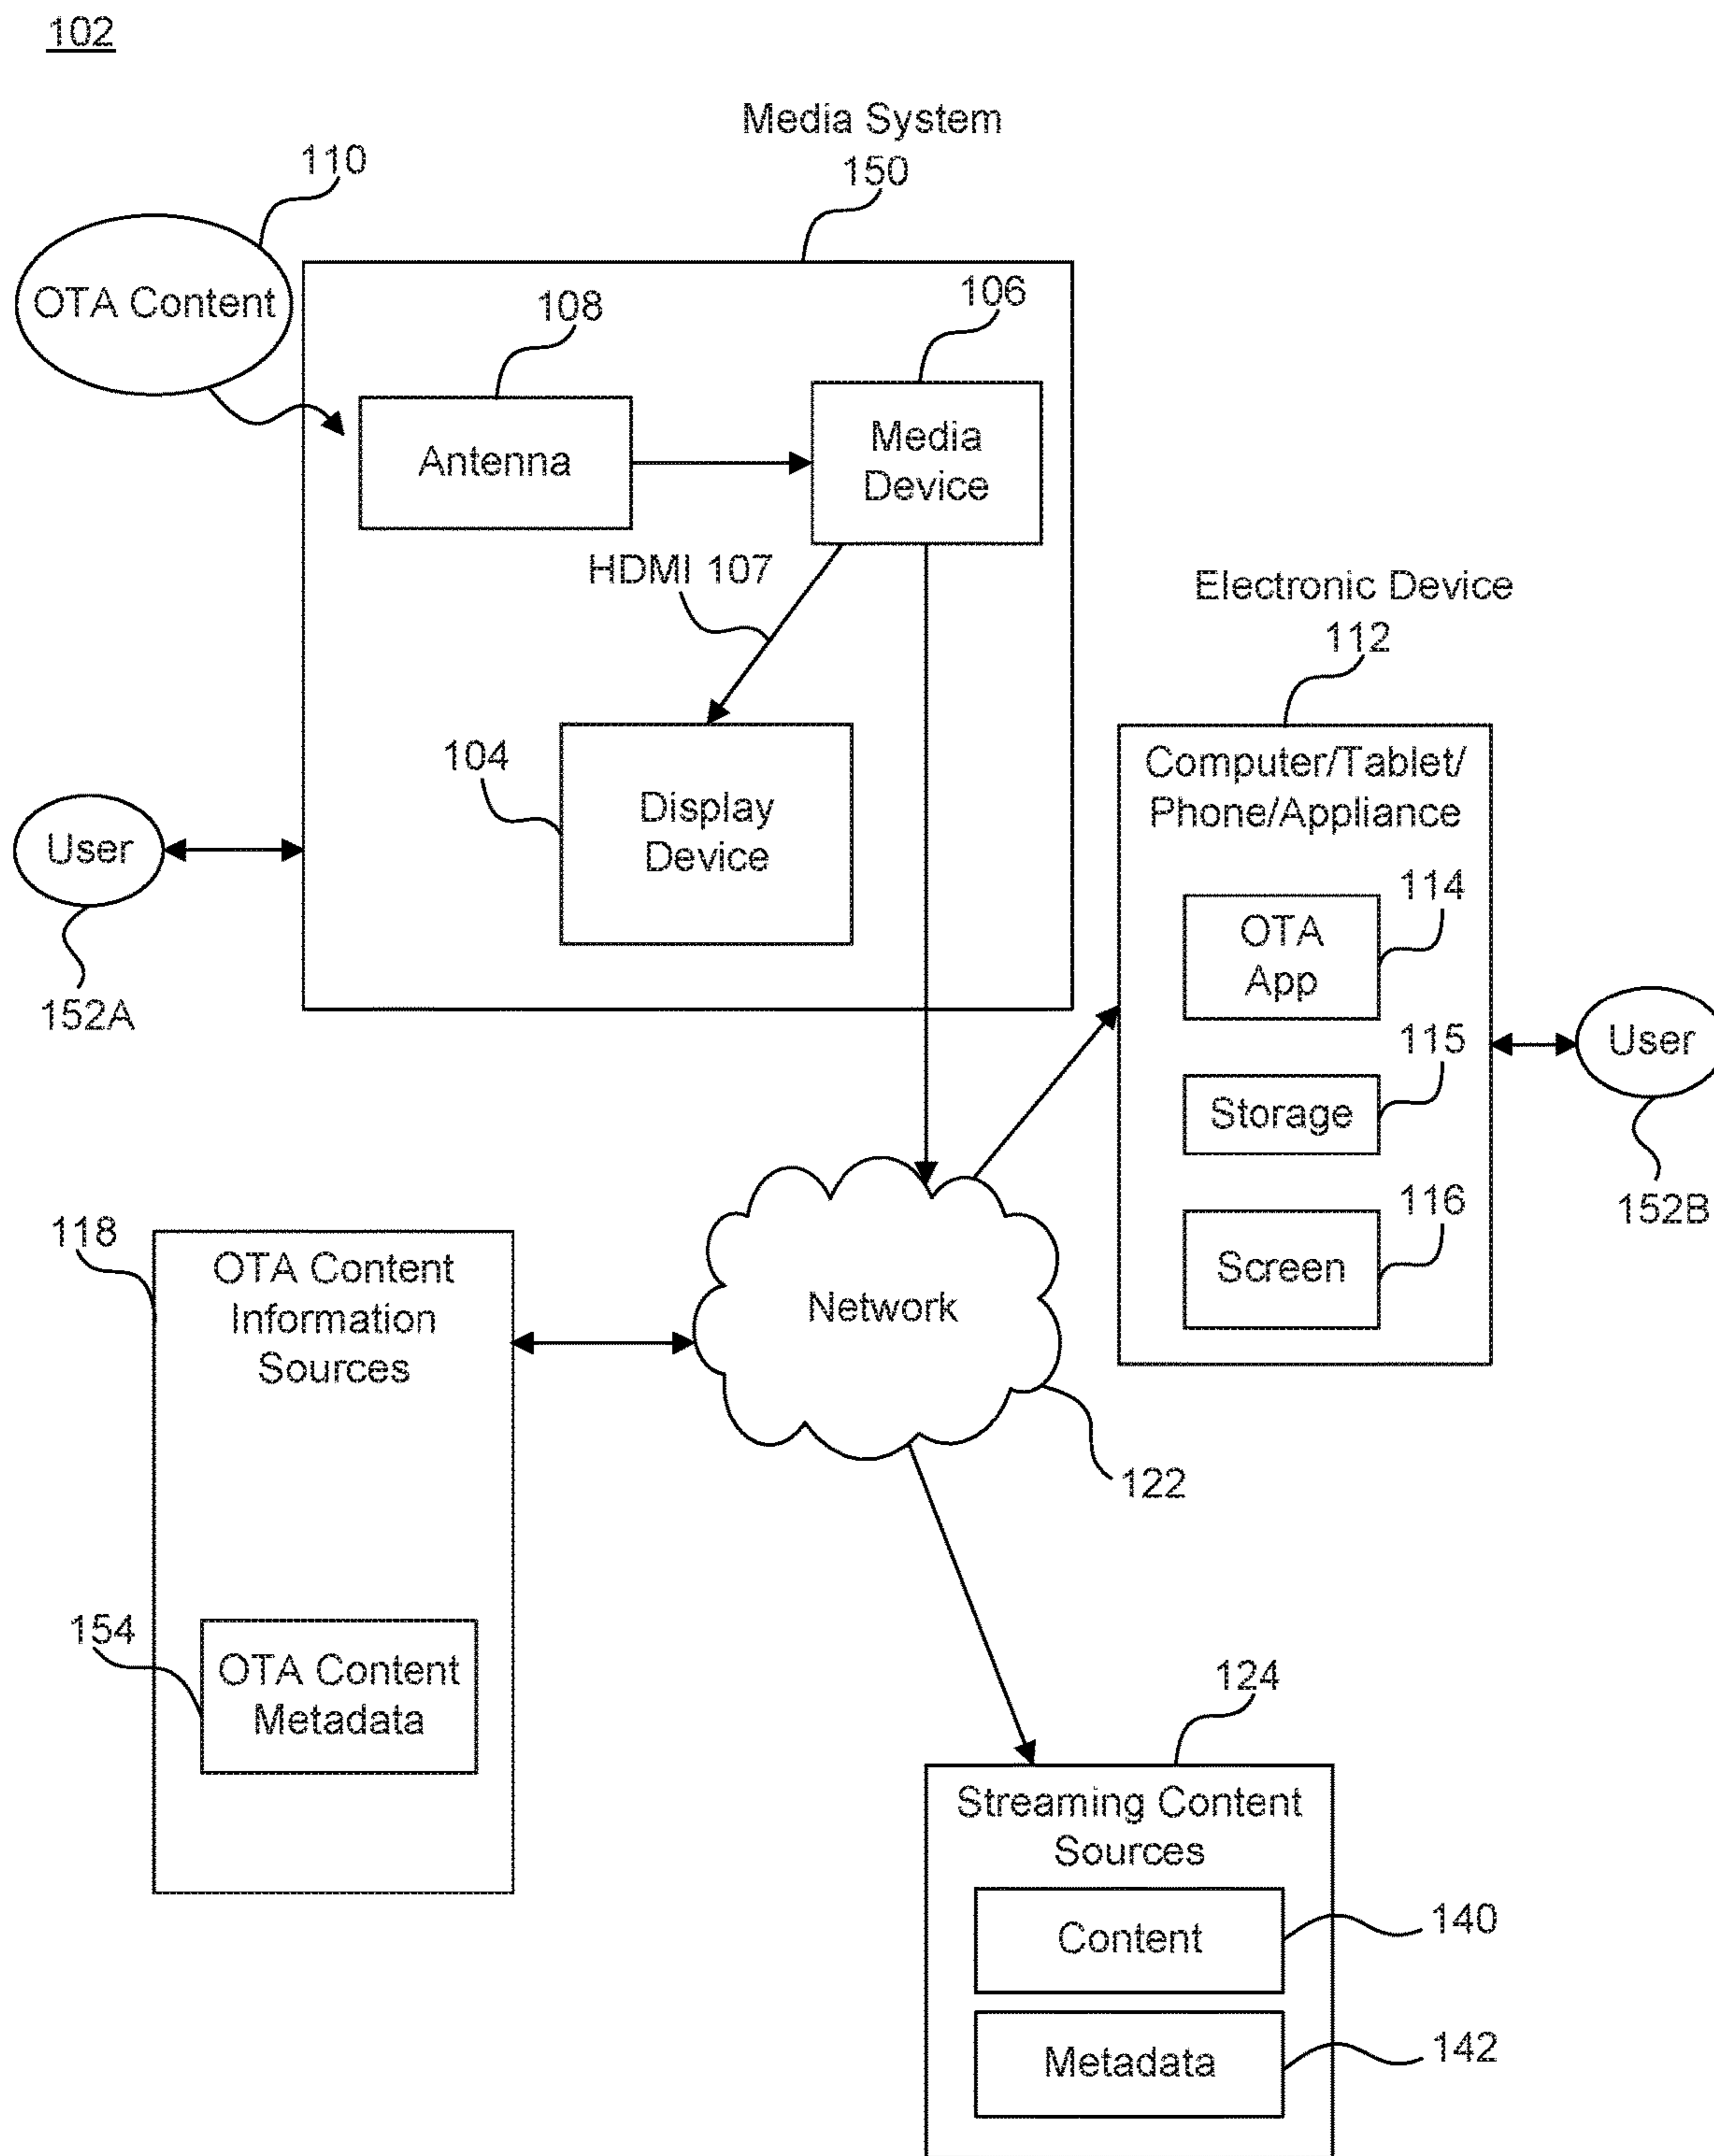 102
Media System
150
110
OTA Content
108
106
Antenna
Media
Device
HDMI 107
Electronic Device
112
104
Display
Device
User
152A
Computer/Tablet/
Phone/Appliance
114
OTA
App
115
Storage
User
152B
116
Screen
118
OTA Content
Information
Sources
Network
122
154
OTA Content
Metadata
124
Streaming Content
Sources
Content
140
Metadata
142